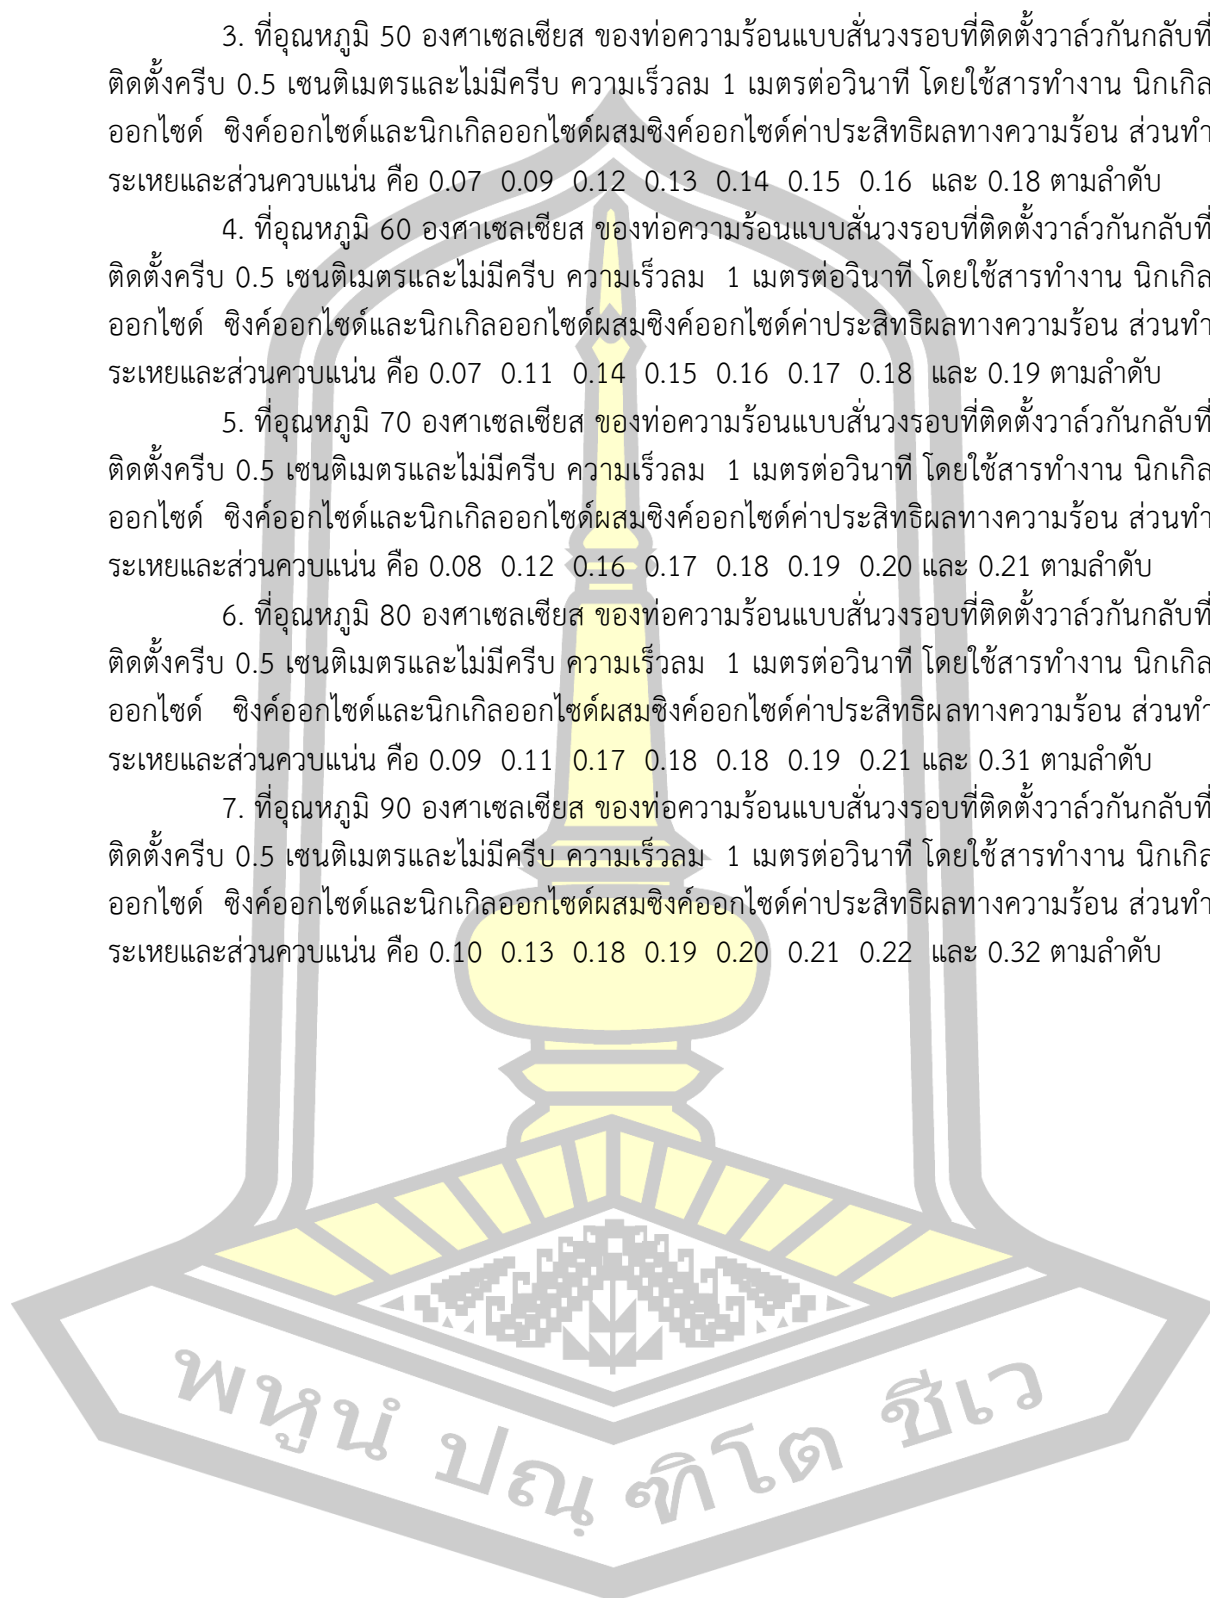 3. ที่อุณหภูมิ 50 องศาเซลเซียส ของท่อความร้อนแบบสั่นวงรอบที่ติดตั้งวาล์วกันกลับที่
ติดตั้งครีบ 0.5 เซนติเมตรและไม่มีครีบ ความเร็วลม 1 เมตรต่อวินาที โดยใช้สารทำงาน นิกเกิล
ออกไซด์ ซิงค์ออกไซด์และนิกเกิลออกไซด์ผสมซิงค์ออกไซด์ค่าประสิทธิผลทางความร้อน ส่วนทำ
ระเหยและส่วนควบแน่น คือ 0.07 0.09 0.12 0.13 0.14 0.15 0.16 และ 0.18 ตามลำดับ
4. ที่อุณหภูมิ 60 องศาเซลเซียส ของท่อความร้อนแบบสั่นวงรอบที่ติดตั้งวาล์วกันกลับที่
ติดตั้งครีบ 0.5 เซนติเมตรและไม่มีครีบ ความเร็วลม 1 เมตรต่อวินาที โดยใช้สารทำงาน นิกเกิล
ออกไซด์ ซิงค์ออกไซด์และนิกเกิลออกไซด์ผสมซิงค์ออกไซด์ค่าประสิทธิผลทางความร้อน ส่วนทำ
ระเหยและส่วนควบแน่น คือ 0.07 0.11 0.14 0.15 0.16 0.17 0.18 และ 0.19 ตามลำดับ
5. ที่อุณหภูมิ 70 องศาเซลเซียส ของท่อความร้อนแบบสั่นวงรอบที่ติดตั้งวาล์วกันกลับที่
ติดตั้งครีบ 0.5 เซนติเมตรและไม่มีครีบ ความเร็วลม 1 เมตรต่อวินาที โดยใช้สารทำงาน นิกเกิล
ออกไซด์ ซิงค์ออกไซด์และนิกเกิลออกไซด์ผสมซิงค์ออกไซด์ค่าประสิทธิผลทางความร้อน ส่วนทำ
ระเหยและส่วนควบแน่น คือ 0.08 0.12 0.16 0.17 0.18 0.19 0.20 และ 0.21 ตามลำดับ
6. ที่อุณหภูมิ 80 องศาเซลเซียส ของท่อความร้อนแบบสั่นวงรอบที่ติดตั้งวาล์วกันกลับที่
ติดตั้งครีบ 0.5 เซนติเมตรและไม่มีครีบ ความเร็วลม 1 เมตรต่อวินาที โดยใช้สารทำงาน นิกเกิล
ออกไซด์ ซิงค์ออกไซด์และนิกเกิลออกไซด์ผสมซิงค์ออกไซด์ค่าประสิทธิผลทางความร้อน ส่วนทำ
ระเหยและส่วนควบแน่น คือ 0.09 0.11 0.17 0.18 0.18 0.19 0.21 และ 0.31 ตามลำดับ
7. ที่อุณหภูมิ 90 องศาเซลเซียส ของท่อความร้อนแบบสั่นวงรอบที่ติดตั้งวาล์วกันกลับที่
ติดตั้งครีบ 0.5 เซนติเมตรและไม่มีครีบ ความเร็วลม 1 เมตรต่อวินาที โดยใช้สารทำงาน นิกเกิล
ออกไซด์ ซิงค์ออกไซด์และนิกเกิลออกไซด์ผสมซิงค์ออกไซด์ค่าประสิทธิผลทางความร้อน ส่วนทำ
ระเหยและส่วนควบแน่น คือ 0.10 0.13 0.18 0.19 0.20 0.21 0.22 และ 0.32 ตามลำดับ
พหูนํ ปณฺฑิโต ชีเว